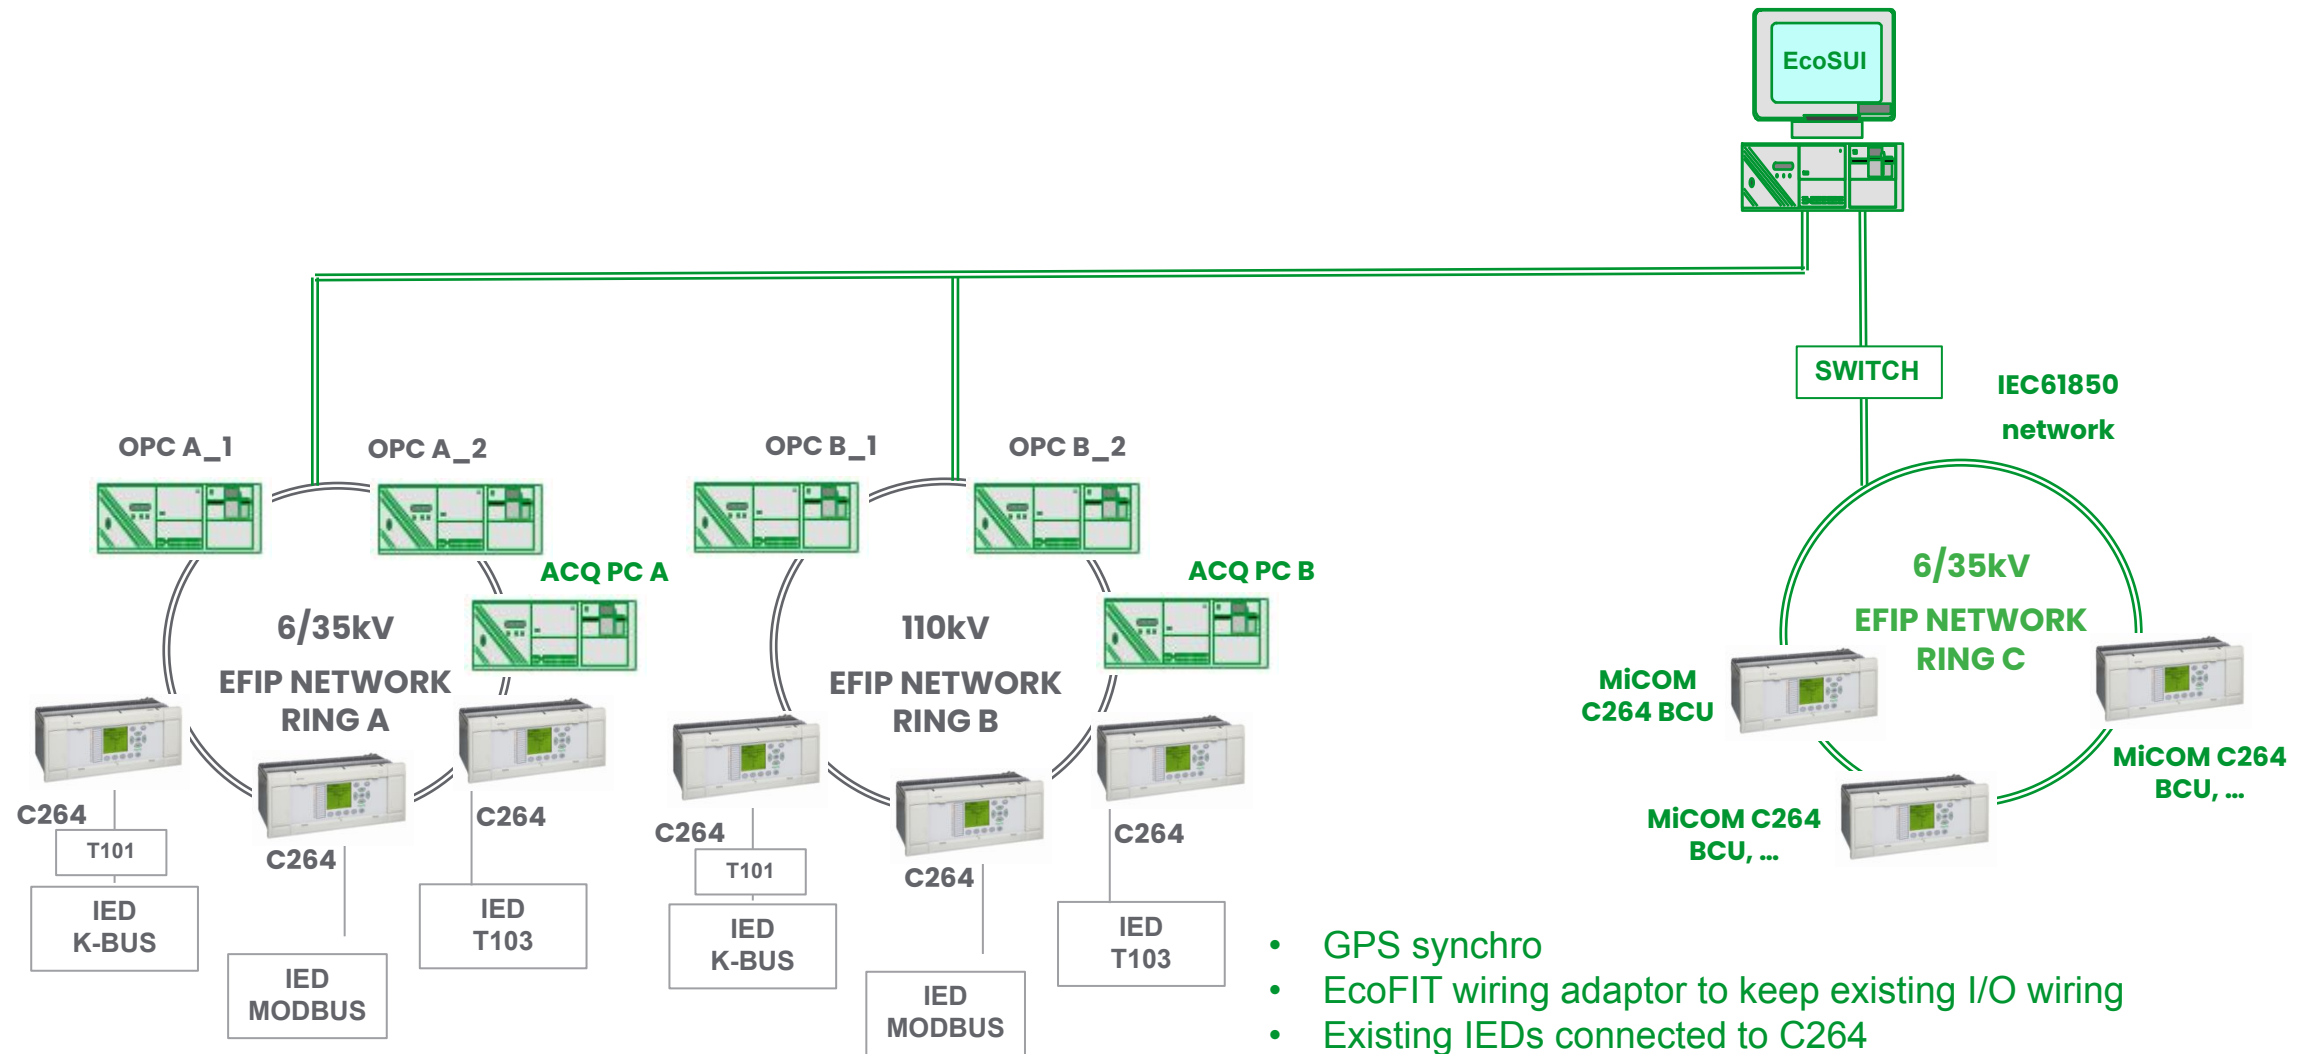 EcoSUI
SWITCH
IEC61850
network
OPC A_1
OPC A_2
OPC B_1
OPC B_2
ACQ PC A
ACQ PC B
6/35kV
EFIP NETWORK
RING A
110kV
EFIP NETWORK
RING B
6/35kV
EFIP NETWORK
RING C
MiCOM
C264 BCU
MiCOM C264
BCU, ...
MiCOM C264
BCU, ...
C264
C264
C264
C264
C264
C264
T101
T101
IED
K-BUS
IED
MODBUS
IED
T103
IED
K-BUS
IED
MODBUS
IED
T103
• GPS synchro
• EcoFIT wiring adaptor to keep existing I/O wiring
• Existing IEDs connected to C264